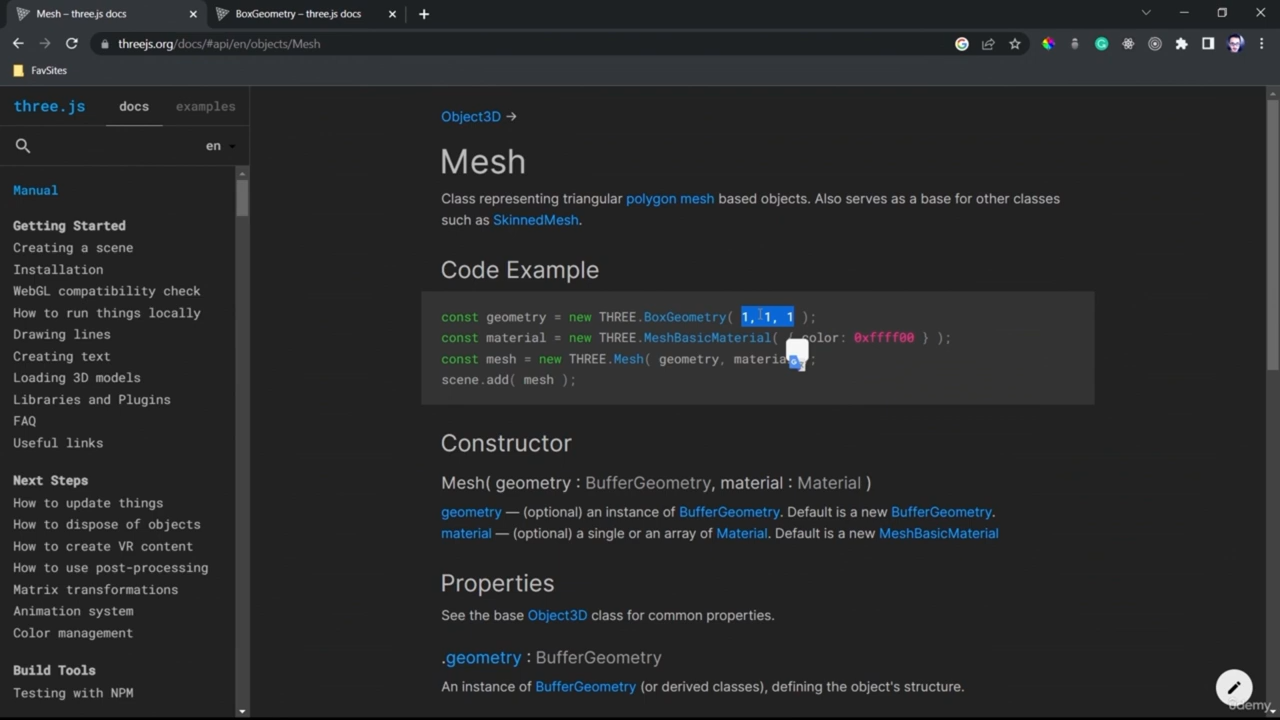 Mesh – three.js docs
BoxGeometry – three.js docs
threejs.org/docs/#api/en/objects/Mesh
FavSites
three.js docs examples
en
Manual
Getting Started
Creating a scene
Installation
WebGL compatibility check
How to run things locally
Drawing lines
Creating text
Loading 3D models
Libraries and Plugins
FAQ
Useful links
Next Steps
How to update things
How to dispose of objects
How to create VR content
How to use post-processing
Matrix transformations
Animation system
Color management
Build Tools
Testing with NPM
Object3D →
Mesh
Class representing triangular polygon mesh based objects. Also serves as a base for other classes
such as SkinnedMesh.
Code Example
const geometry = new THREE.BoxGeometry( 1, 1, 1 );
const material = new THREE.MeshBasicMaterial( { color: 0xffff00 } );
const mesh = new THREE.Mesh( geometry, materia ;
scene.add( mesh );
Constructor
Mesh( geometry : BufferGeometry, material : Material )
geometry — (optional) an instance of BufferGeometry. Default is a new BufferGeometry.
material — (optional) a single or an array of Material. Default is a new MeshBasicMaterial
Properties
See the base Object3D class for common properties.
.geometry : BufferGeometry
An instance of BufferGeometry (or derived classes), defining the object's structure.
udemy